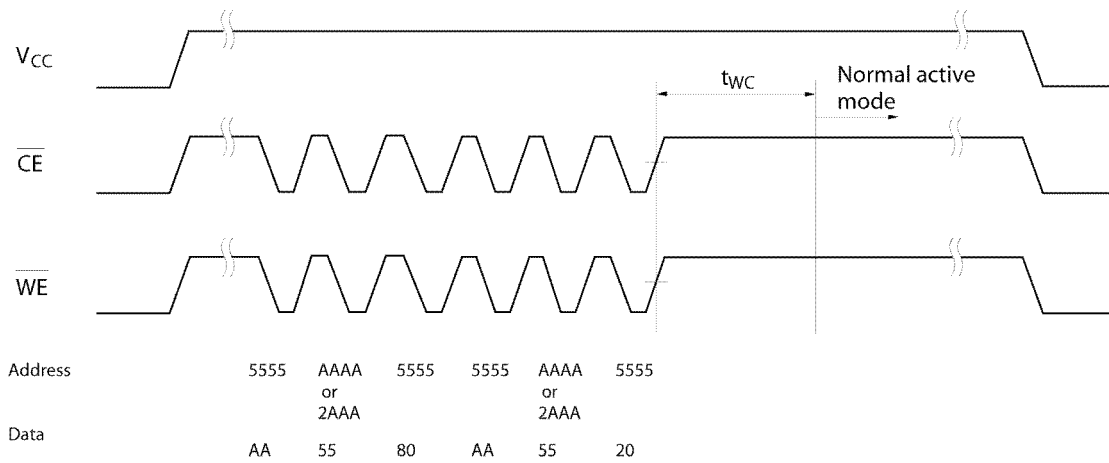 VCC
tWC
Normal active
mode
CE
WE
Address 5555 AAAA 5555 5555 AAAA 5555
or or
2AAA 2AAA
Data
AA 55 80 AA 55 20